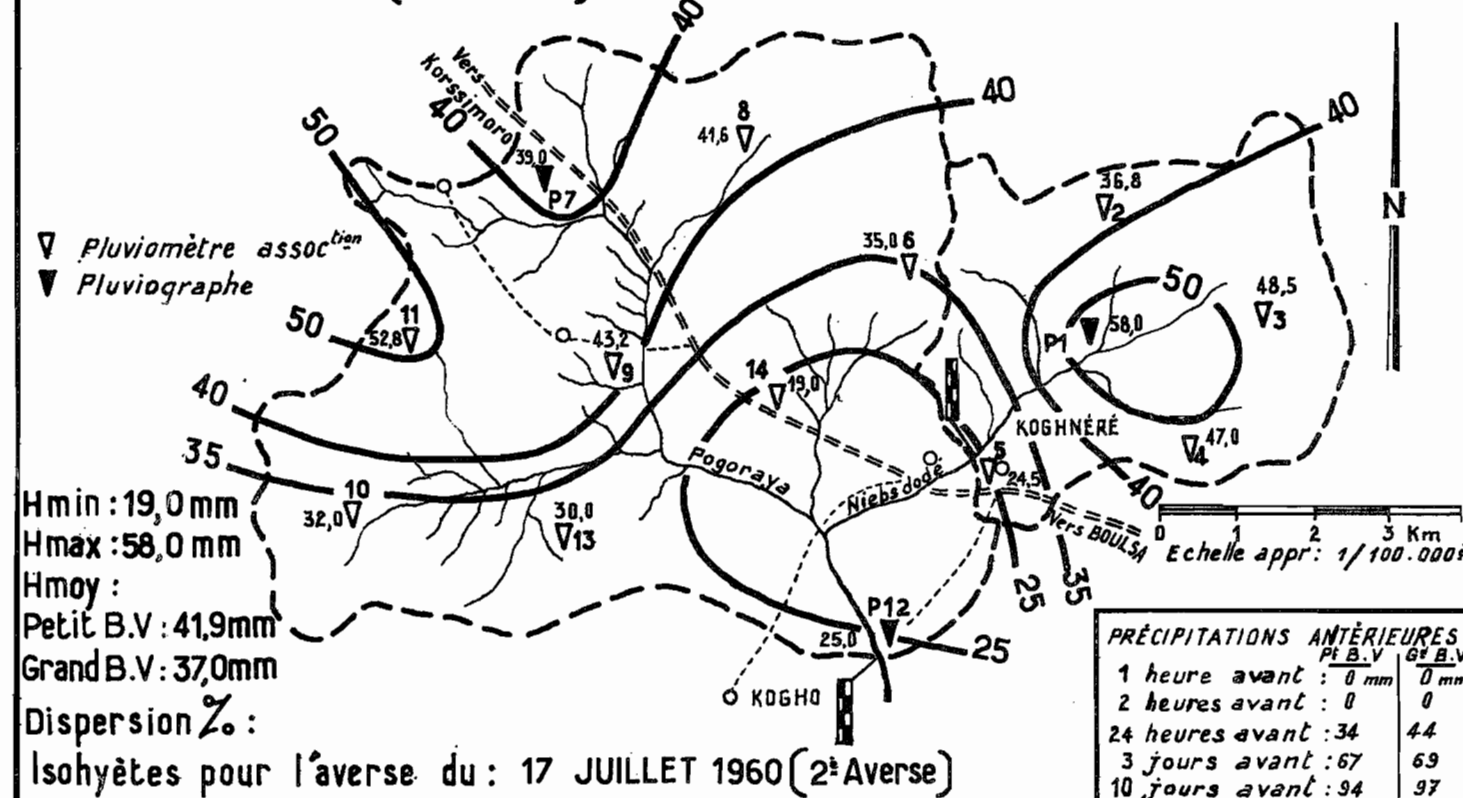 40
Vers
Korssimoro
40
40
50
8
41,6
40
39,0
P7
36,8
2
N
∇ Pluviomètre assoc^tion
▼ Pluviographe
35,0 6
50
48,5
3
50
11
52,8
P1
58,0
43,2
9
14
19,0
40
KOGHNÉRÉ
47,0
4
35
Pogoraya
5
24,5
Niebs dodé
40
10
32,0
30,0
13
Vers BOULSA
0 1 2 3 Km
Echelle appr: 1/100.000è
25
35
Hmin : 19,0 mm
Hmax : 58,0 mm
Hmoy :
Petit B.V : 41,9mm
Grand B.V : 37,0mm
Dispersion ‰ :
P12
25,0
25
KOGHO
PRÉCIPITATIONS ANTÈRIEURES
Pt B.V Gd B.V
1 heure avant : 0 mm 0 mm
2 heures avant : 0 0
24 heures avant : 34 44
3 jours avant : 67 69
10 jours avant : 94 97
Isohyètes pour l'averse du : 17 JUILLET 1960 (2è Averse)